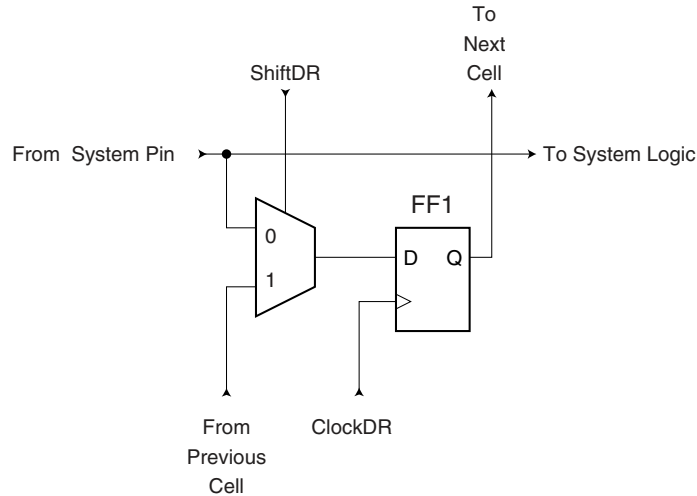 To
Next
Cell
ShiftDR
From System Pin
To System Logic
FF1
0
D Q
1
From
Previous
Cell
ClockDR